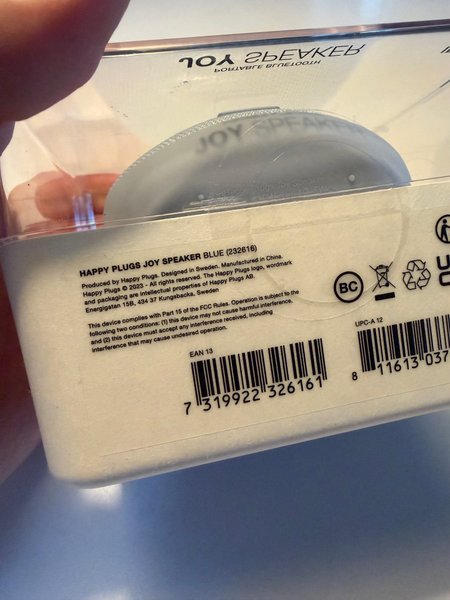 JOY SPEAKER
PORTABLE BLUETOOTH
JOY SPEAKER
HAPPY PLUGS JOY SPEAKER BLUE (232616)
Produced by Happy Plugs. Designed in Sweden. Manufactured in China.
Happy Plugs © 2023 - All rights reserved. The Happy Plugs logo, wordmark
and packaging are intellectual properties of Happy Plugs AB.
Energigatan 15B, 434 37 Kungsbacka, Sweden
This device complies with Part 15 of the FCC Rules. Operation is subject to the
following two conditions: (1) this device may not cause harmful interference,
and (2) this device must accept any interference received, including
interference that may cause undesired operation.
BC
EAN 13
7 319922 326161
UPC-A 12
8 11613 037